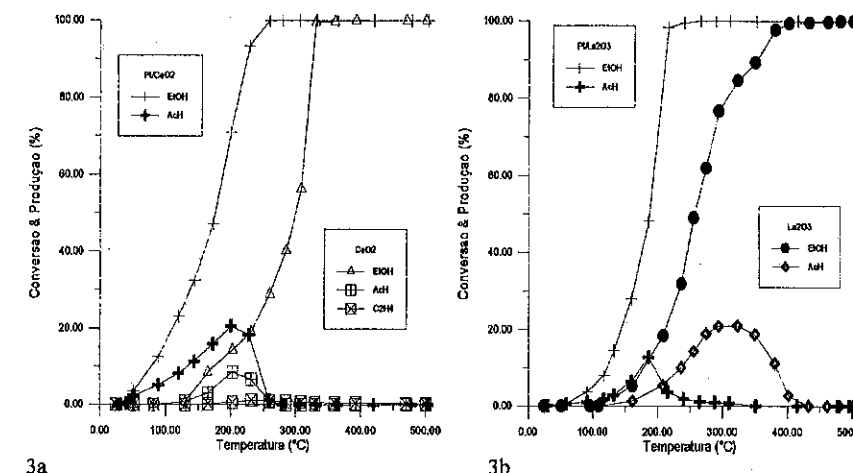 100.00
80.00
60.00
40.00
20.00
0.00
Conversao & Produçao (%)
Pt/CeO2
EtOH
AcH
CeO2
EtOH
AcH
C2H4
0.00
100.00
200.00
300.00
400.00
500.00
Temperatura (°C)
3a
100.00
80.00
60.00
40.00
20.00
0.00
Conversao & Produçao (%)
Pt/La2O3
EtOH
AcH
La2O3
EtOH
AcH
0.00
100.00
200.00
300.00
400.00
Temperatura (°C)
3b